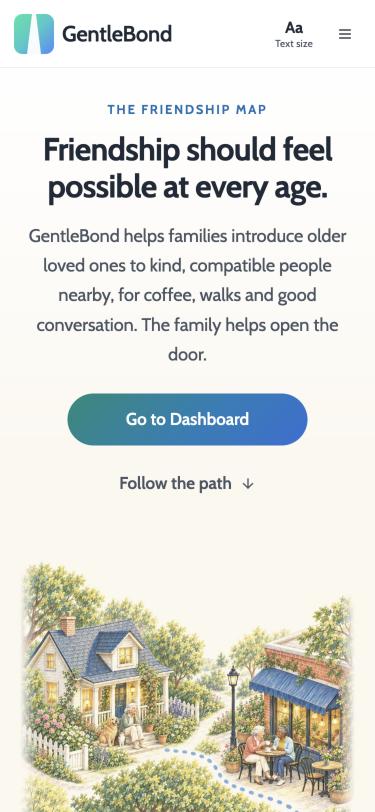 GentleBond
Aa
Text size
THE FRIENDSHIP MAP
Friendship should feel
possible at every age.
GentleBond helps families introduce older
loved ones to kind, compatible people
nearby, for coffee, walks and good
conversation. The family helps open the
door.
Go to Dashboard
Follow the path ↓